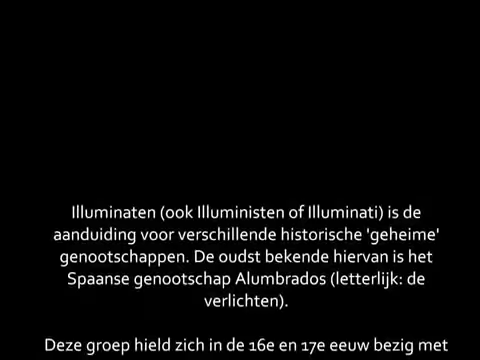 Illuminaten (ook Illuministen of Illuminati) is de
aanduiding voor verschillende historische 'geheime'
genootschappen. De oudst bekende hiervan is het
Spaanse genootschap Alumbrados (letterlijk: de
verlichten).
Deze groep hield zich in de 16e en 17e eeuw bezig met